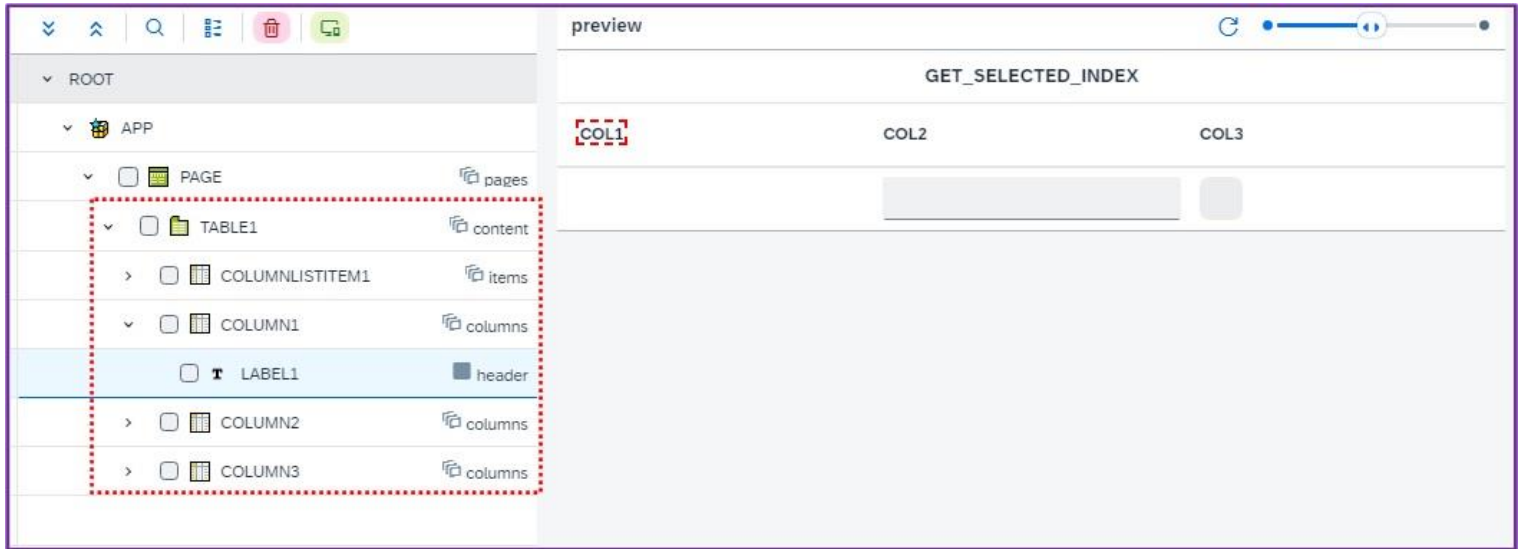 preview
ROOT
GET_SELECTED_INDEX
APP
COL1 COL2 COL3
PAGE pages
TABLE1 content
COLUMNLISTITEM1 items
COLUMN1 columns
T LABEL1 header
COLUMN2 columns
COLUMN3 columns